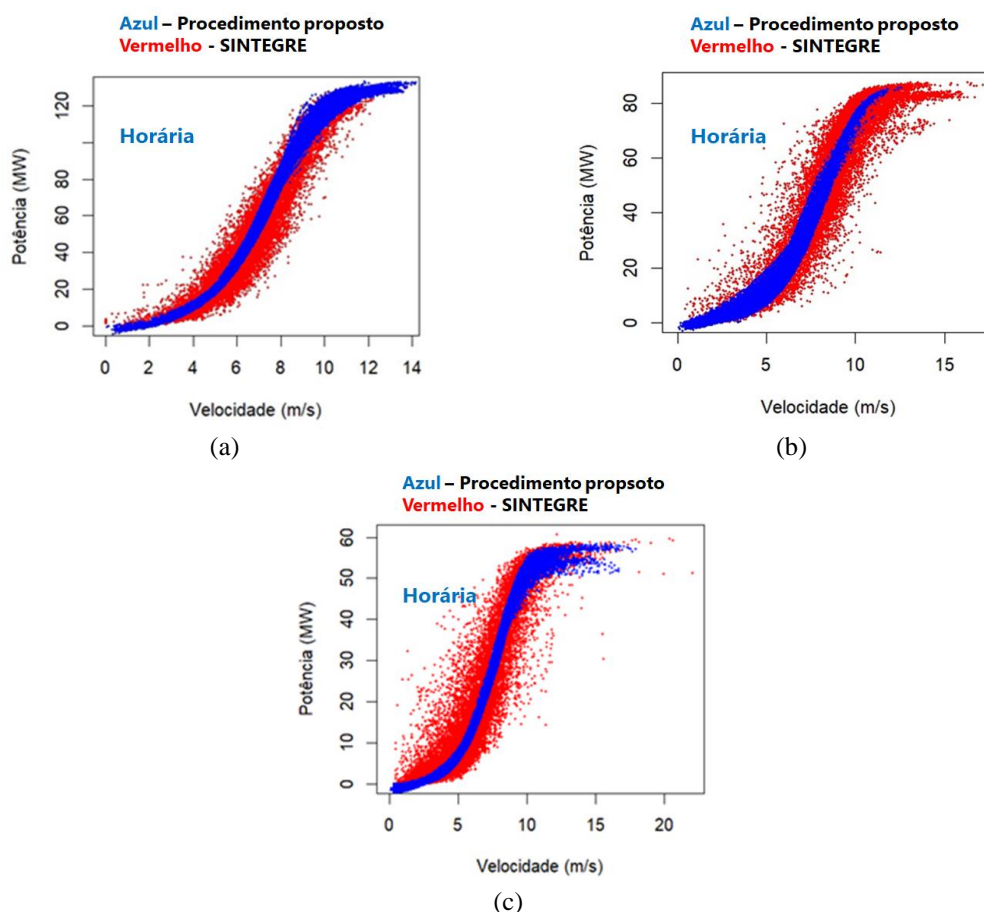 Azul – Procedimento proposto
Vermelho - SINTEGRE
Horária
Potência (MW)
120
80
60
40
20
0
0 2 4 6 8 10 12 14
Velocidade (m/s)
(a)
Azul – Procedimento proposto
Vermelho - SINTEGRE
Horária
Potência (MW)
80
60
40
20
0
0 5 10 15
Velocidade (m/s)
(b)
Azul – Procedimento propsoto
Vermelho - SINTEGRE
Horária
Potência (MW)
60
50
40
30
20
10
0
0 5 10 15 20
Velocidade (m/s)
(c)